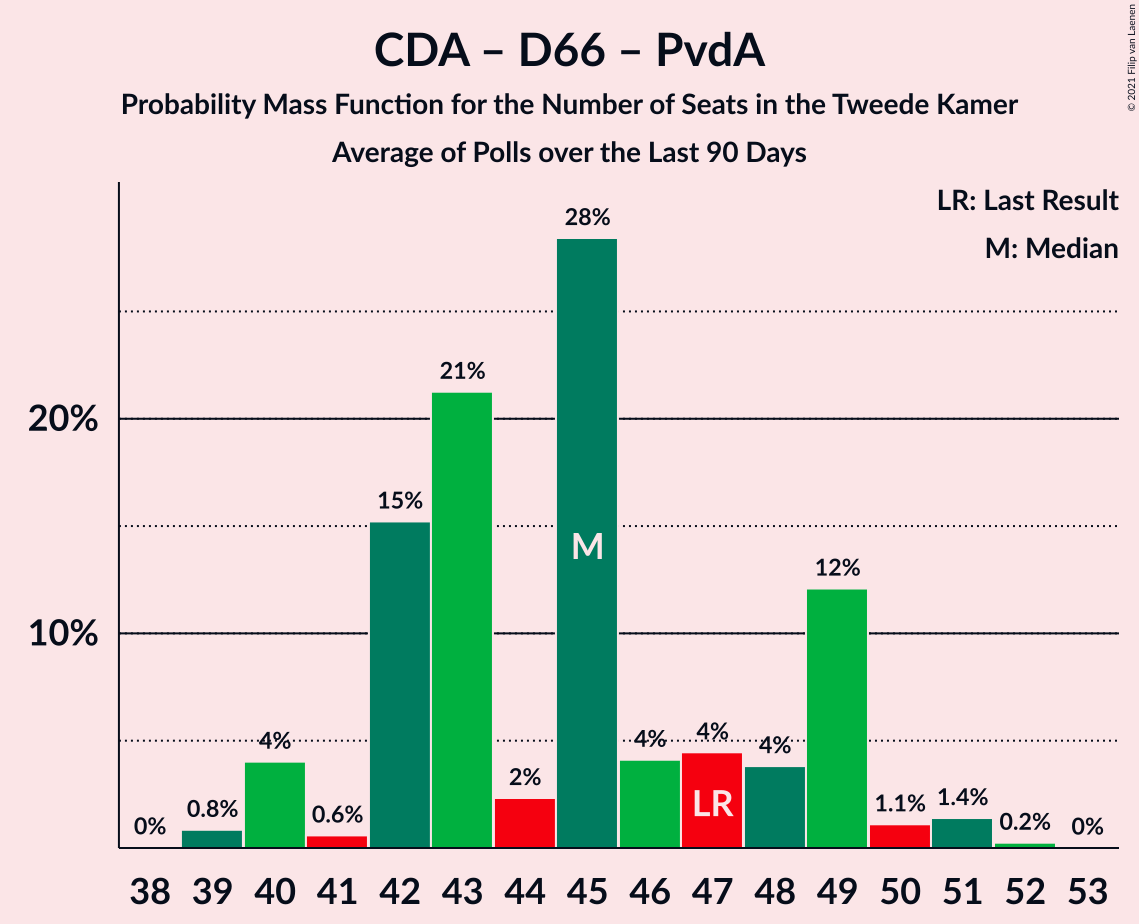 CDA – D66 – PvdA
Probability Mass Function for the Number of Seats in the Tweede Kamer
Average of Polls over the Last 90 Days
© 2021 Filip van Laenen
LR: Last Result
M: Median
28%
21%
20%
15%
M
12%
10%
4%
4%
4%
4%
2%
LR
0%
0.8%
0.6%
1.1%
1.4%
0.2%
0%
38 39 40 41 42 43 44 45 46 47 48 49 50 51 52 53